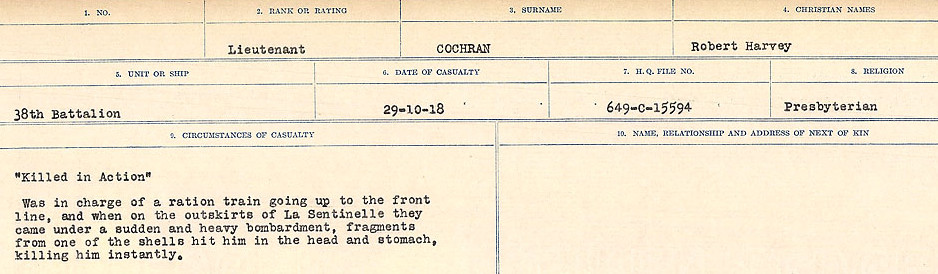 1. NO. 2. RANK OR RATING 3. SURNAME 4. CHRISTIAN NAMES
Lieutenant COCHRAN Robert Harvey
5. UNIT OR SHIP 6. DATE OF CASUALTY 7. H.Q. FILE NO. 8. RELIGION
38th Battalion 29-10-18 649-C-15594 Presbyterian
9. CIRCUMSTANCES OF CASUALTY 10. NAME, RELATIONSHIP AND ADDRESS OF NEXT OF KIN
"Killed in Action"
Was in charge of a ration train going up to the front
line, and when on the outskirts of La Sentinelle they
came under a sudden and heavy bombardment, fragments
from one of the shells hit him in the head and stomach,
killing him instantly.